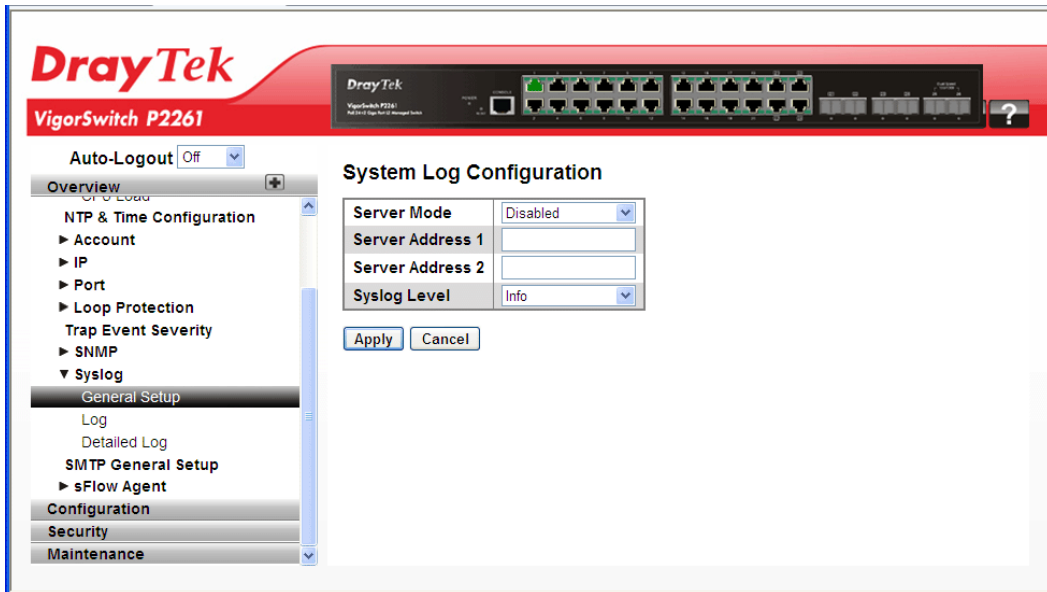 DrayTek
VigorSwitch P2261
DrayTek
VigorSwitch P2261
?
Auto-Logout Off
Overview
CPU Load
NTP & Time Configuration
Account
IP
Port
Loop Protection
Trap Event Severity
SNMP
Syslog
General Setup
Log
Detailed Log
SMTP General Setup
sFlow Agent
Configuration
Security
Maintenance
System Log Configuration
Server Mode Disabled
Server Address 1
Server Address 2
Syslog Level Info
Apply Cancel